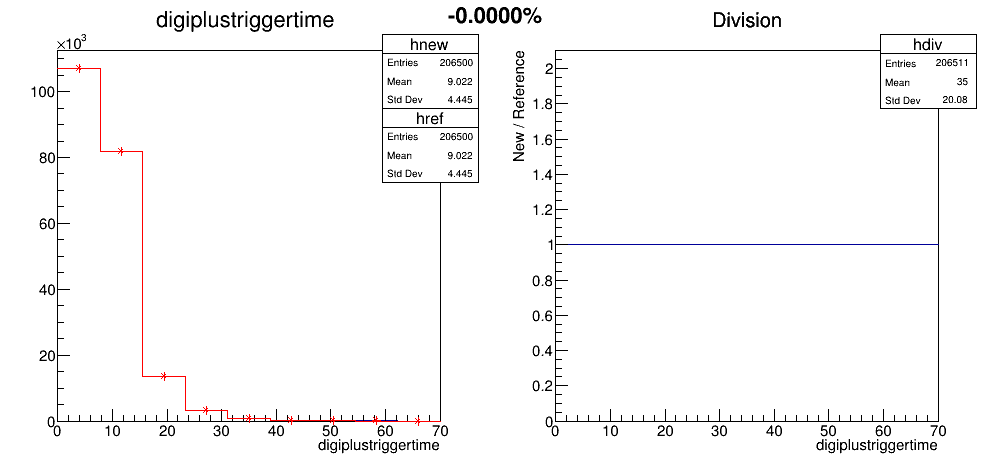 digiplustriggertime
-0.0000%
Division
×10³
hnew
Entries 206500
Mean 9.022
Std Dev 4.445
href
Entries 206500
Mean 9.022
Std Dev 4.445
100
80
60
40
20
0
0 10 20 30 40 50 60 70
digiplustriggertime
hdiv
Entries 206511
Mean 35
Std Dev 20.08
New / Reference
2
1.8
1.6
1.4
1.2
1
0.8
0.6
0.4
0.2
0
0 10 20 30 40 50 60 70
digiplustriggertime